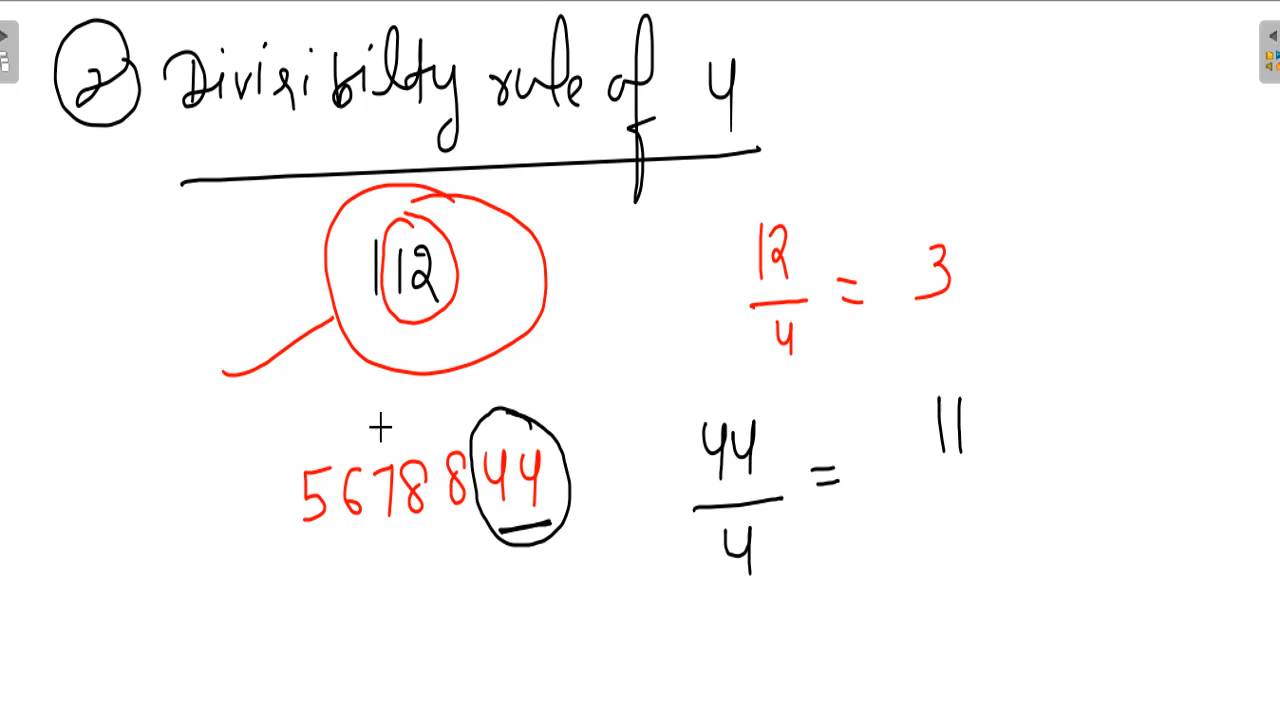 2 Divisibilty rule of 4
112
12/4 = 3
5678844
44/4 = 11